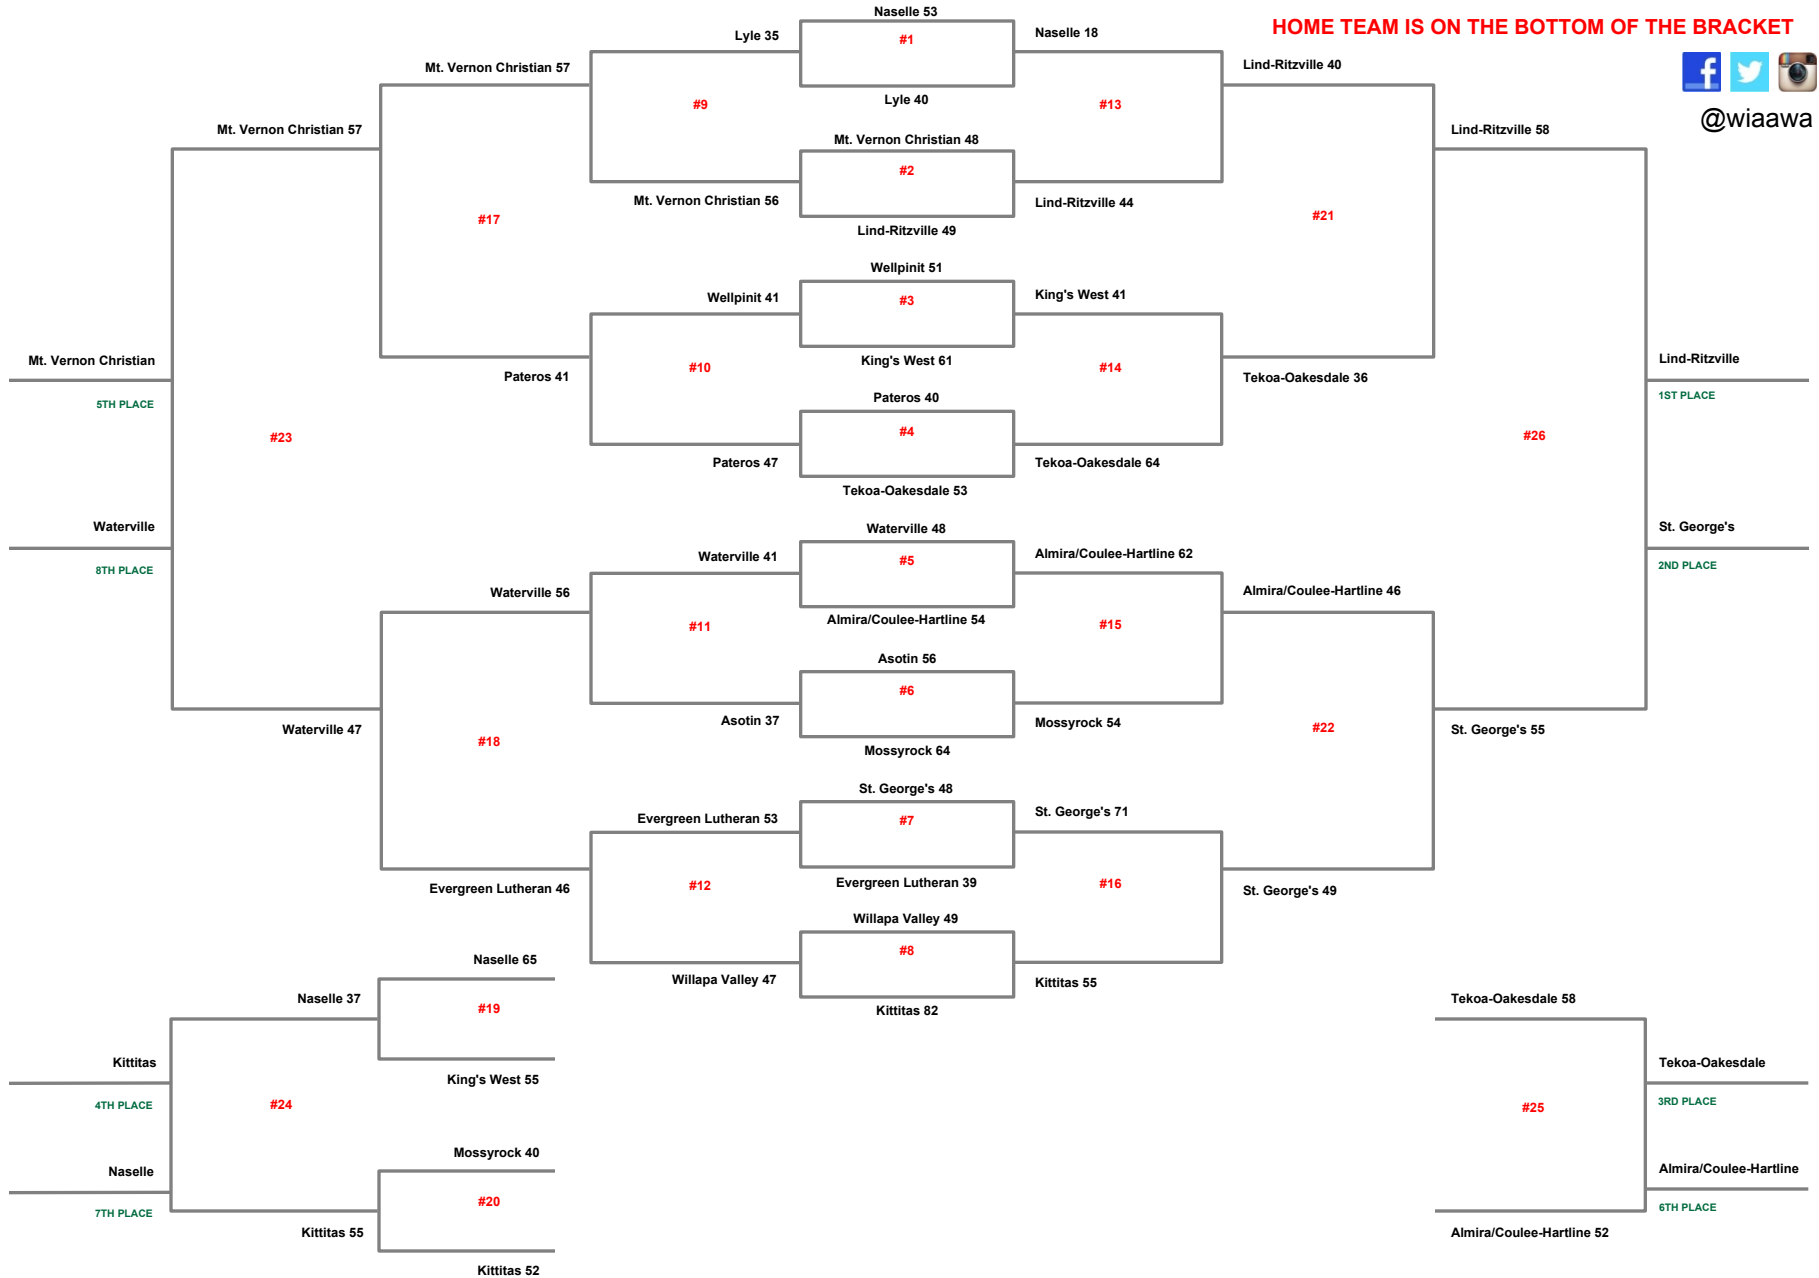 Naselle 53
HOME TEAM IS ON THE BOTTOM OF THE BRACKET
Lyle 35
#1
Naselle 18
Mt. Vernon Christian 57
Lind-Ritzville 40
#9
Lyle 40
#13
@wiaawa
Mt. Vernon Christian 57
Mt. Vernon Christian 48
Lind-Ritzville 58
#2
Mt. Vernon Christian 56
Lind-Ritzville 44
#17
#21
Lind-Ritzville 49
Wellpinit 51
Wellpinit 41
#3
King's West 41
Mt. Vernon Christian
King's West 61
Lind-Ritzville
Pateros 41
#10
#14
Tekoa-Oakesdale 36
5TH PLACE
Pateros 40
1ST PLACE
#23
#4
#26
Pateros 47
Tekoa-Oakesdale 64
Tekoa-Oakesdale 53
Waterville
Waterville 48
St. George's
Waterville 41
#5
Almira/Coulee-Hartline 62
8TH PLACE
2ND PLACE
Waterville 56
Almira/Coulee-Hartline 46
#11
Almira/Coulee-Hartline 54
#15
Asotin 56
#6
Waterville 47
Asotin 37
Mossyrock 54
St. George's 55
#18
#22
Mossyrock 64
St. George's 48
Evergreen Lutheran 53
#7
St. George's 71
Evergreen Lutheran 46
#12
Evergreen Lutheran 39
#16
St. George's 49
Willapa Valley 49
#8
Naselle 65
Willapa Valley 47
Kittitas 55
Naselle 37
#19
Kittitas 82
Tekoa-Oakesdale 58
Kittitas
King's West 55
Tekoa-Oakesdale
4TH PLACE
#24
#25
3RD PLACE
Mossyrock 40
Naselle
Almira/Coulee-Hartline
#20
7TH PLACE
6TH PLACE
Kittitas 55
Almira/Coulee-Hartline 52
Kittitas 52